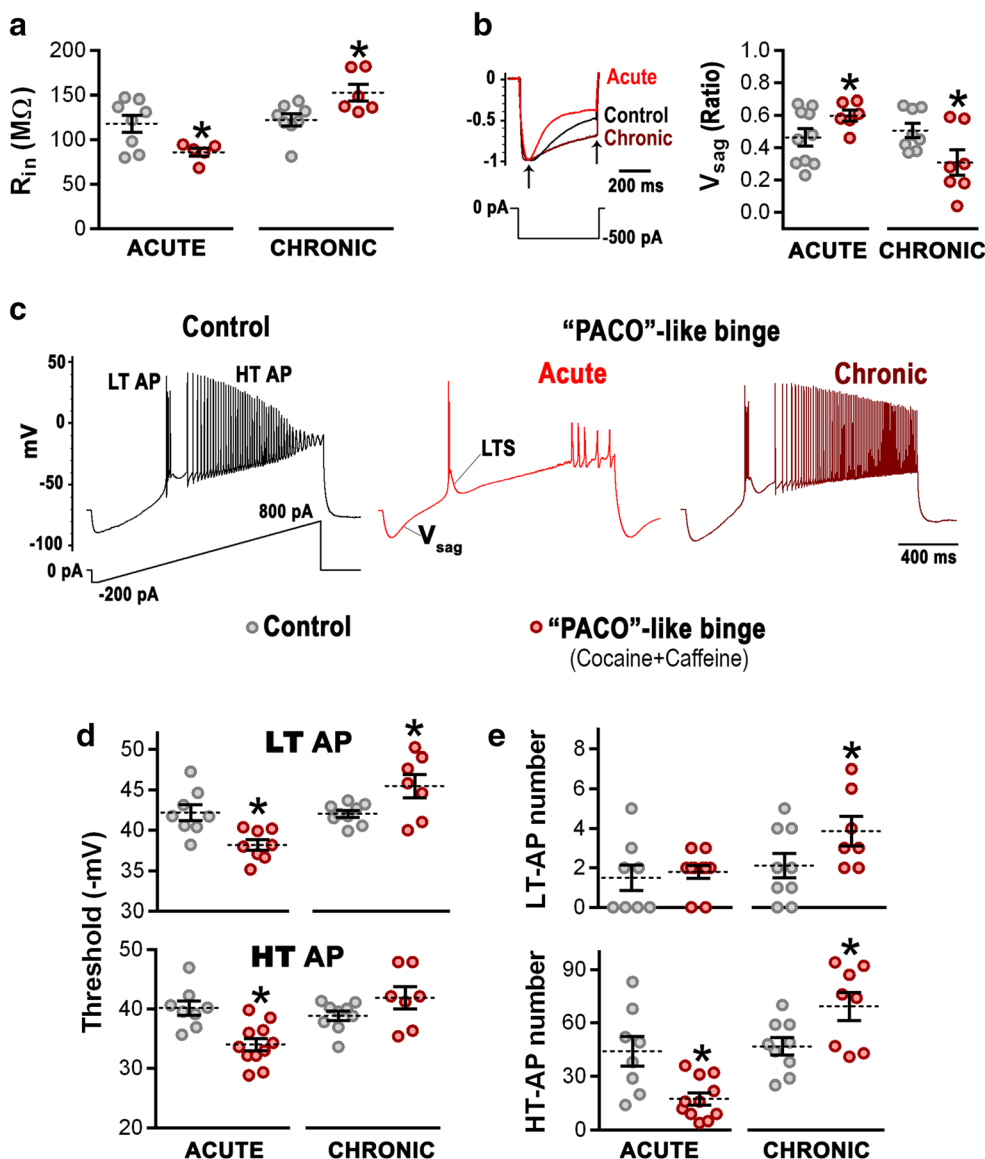 a
R_in (MΩ)
200
150
100
50
0
*
*
ACUTE
CHRONIC
b
0
-0.5
-1
Acute
Control
Chronic
200 ms
0 pA
-500 pA
V_sag (Ratio)
1.0
0.8
0.6
0.4
0.2
0.0
*
*
ACUTE
CHRONIC
c
Control
“PACO”-like binge
mV
50
0
-50
-100
LT AP
HT AP
Acute
Chronic
LTS
V_sag
800 pA
0 pA
-200 pA
400 ms
Control
“PACO”-like binge
(Cocaine+Caffeine)
d
Threshold (-mV)
LT AP
50
45
40
35
30
*
*
HT AP
50
40
30
20
*
ACUTE
CHRONIC
e
LT-AP number
8
6
4
2
0
*
HT-AP number
90
60
30
0
*
*
ACUTE
CHRONIC